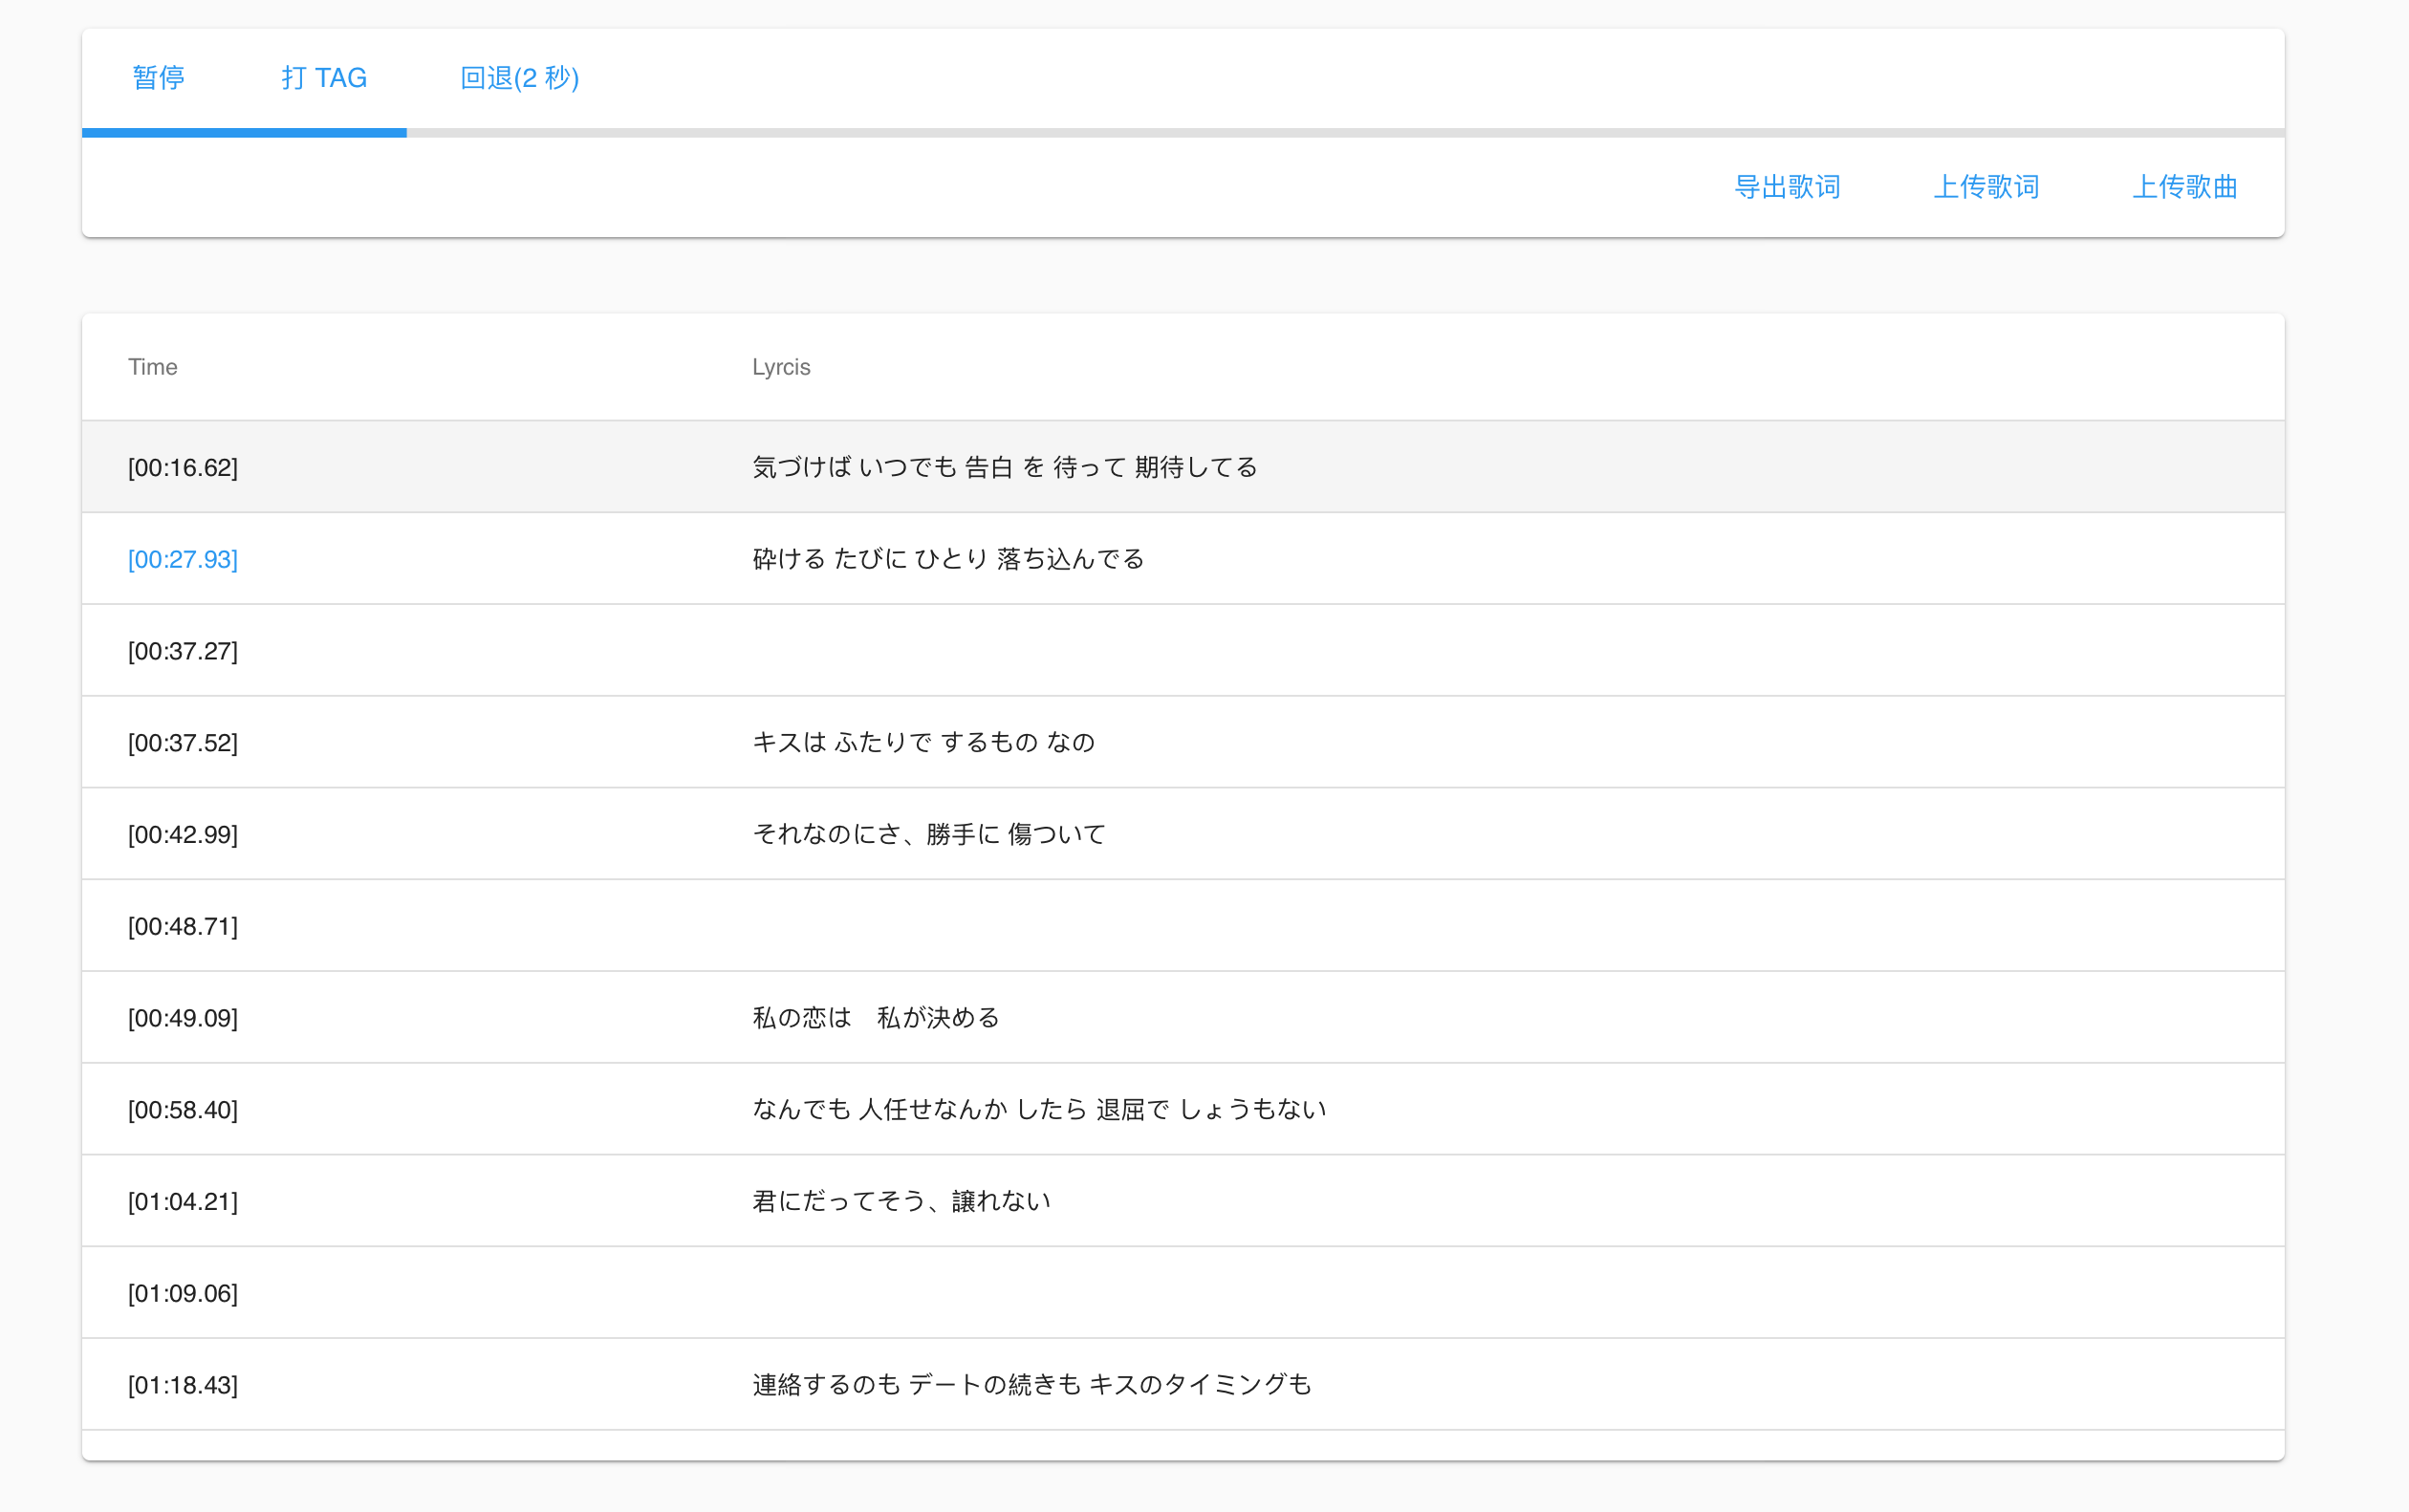 暂停 打 TAG 回退(2 秒)
导出歌词 上传歌词 上传歌曲
Time Lyrcis
[00:16.62] 気づけば いつでも 告白 を 待って 期待してる
[00:27.93] 砕ける たびに ひとり 落ち込んでる
[00:37.27]
[00:37.52] キスは ふたりで するもの なの
[00:42.99] それなのにさ、勝手に 傷ついて
[00:48.71]
[00:49.09] 私の恋は　私が決める
[00:58.40] なんでも 人任せなんか したら 退屈で しょうもない
[01:04.21] 君にだってそう、譲れない
[01:09.06]
[01:18.43] 連絡するのも デートの続きも キスのタイミングも